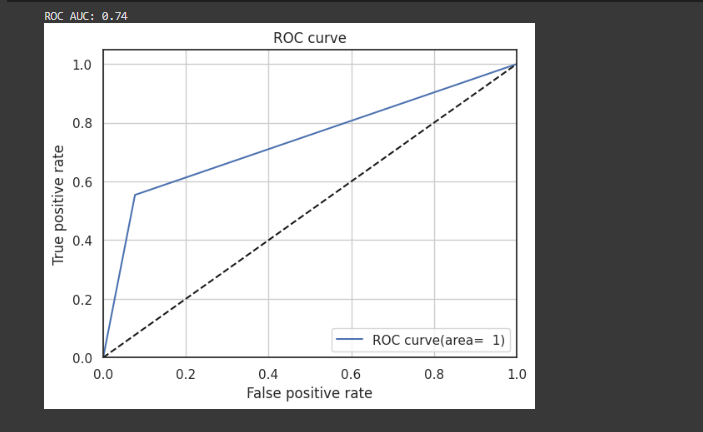 ROC AUC: 0.74
ROC curve
1.0
0.8
0.6
0.4
0.2
0.0
True positive rate
ROC curve(area=  1)
0.0 0.2 0.4 0.6 0.8 1.0
False positive rate